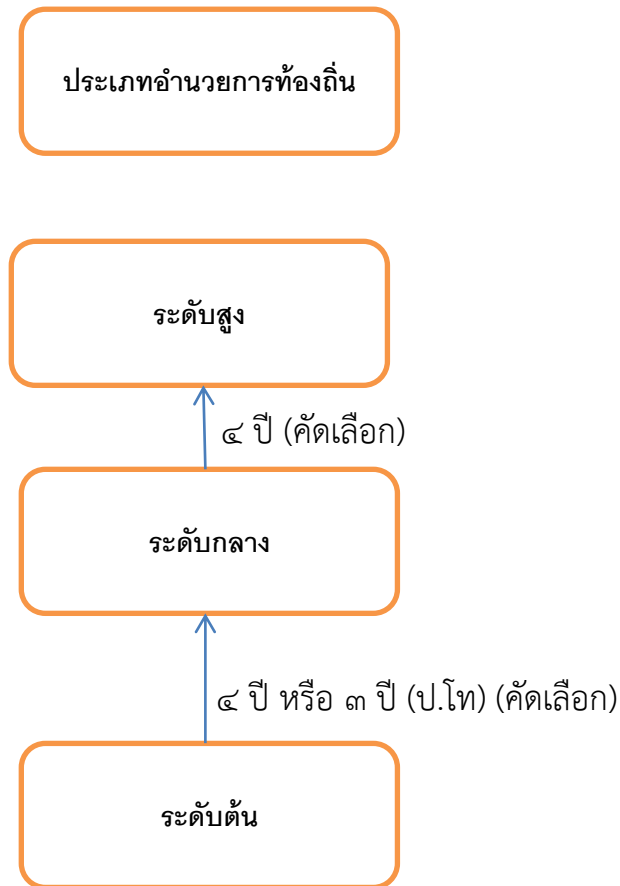 ประเภทอำนวยการท้องถิ่น
ระดับสูง
๔ ปี (คัดเลือก)
ระดับกลาง
๔ ปี หรือ ๓ ปี (ป.โท) (คัดเลือก)
ระดับต้น